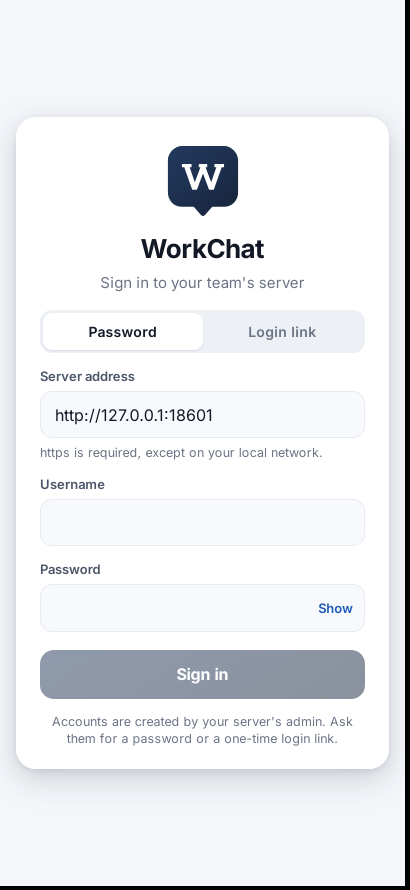 W
WorkChat
Sign in to your team's server
Password
Login link
Server address
http://127.0.0.1:18601
https is required, except on your local network.
Username
Password
Show
Sign in
Accounts are created by your server's admin. Ask
them for a password or a one-time login link.